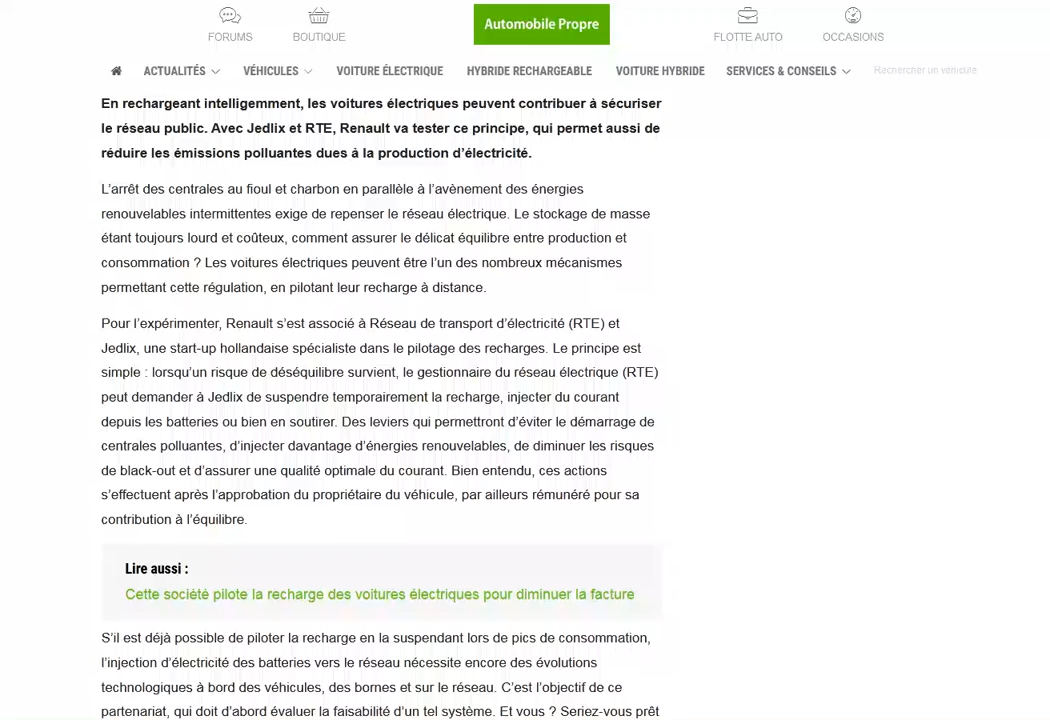 FORUMS
BOUTIQUE
Automobile Propre
FLOTTE AUTO
OCCASIONS
ACTUALITÉS
VÉHICULES
VOITURE ÉLECTRIQUE
HYBRIDE RECHARGEABLE
VOITURE HYBRIDE
SERVICES & CONSEILS
Rechercher un véhicule
En rechargeant intelligemment, les voitures électriques peuvent contribuer à sécuriser
le réseau public. Avec Jedlix et RTE, Renault va tester ce principe, qui permet aussi de
réduire les émissions polluantes dues à la production d’électricité.
L’arrêt des centrales au fioul et charbon en parallèle à l’avènement des énergies
renouvelables intermittentes exige de repenser le réseau électrique. Le stockage de masse
étant toujours lourd et coûteux, comment assurer le délicat équilibre entre production et
consommation ? Les voitures électriques peuvent être l’un des nombreux mécanismes
permettant cette régulation, en pilotant leur recharge à distance.
Pour l’expérimenter, Renault s’est associé à Réseau de transport d’électricité (RTE) et
Jedlix, une start-up hollandaise spécialiste dans le pilotage des recharges. Le principe est
simple : lorsqu’un risque de déséquilibre survient, le gestionnaire du réseau électrique (RTE)
peut demander à Jedlix de suspendre temporairement la recharge, injecter du courant
depuis les batteries ou bien en soutirer. Des leviers qui permettront d’éviter le démarrage de
centrales polluantes, d’injecter davantage d’énergies renouvelables, de diminuer les risques
de black-out et d’assurer une qualité optimale du courant. Bien entendu, ces actions
s’effectuent après l’approbation du propriétaire du véhicule, par ailleurs rémunéré pour sa
contribution à l’équilibre.
Lire aussi :
Cette société pilote la recharge des voitures électriques pour diminuer la facture
S’il est déjà possible de piloter la recharge en la suspendant lors de pics de consommation,
l’injection d’électricité des batteries vers le réseau nécessite encore des évolutions
technologiques à bord des véhicules, des bornes et sur le réseau. C’est l’objectif de ce
partenariat, qui doit d’abord évaluer la faisabilité d’un tel système. Et vous ? Seriez-vous prêt